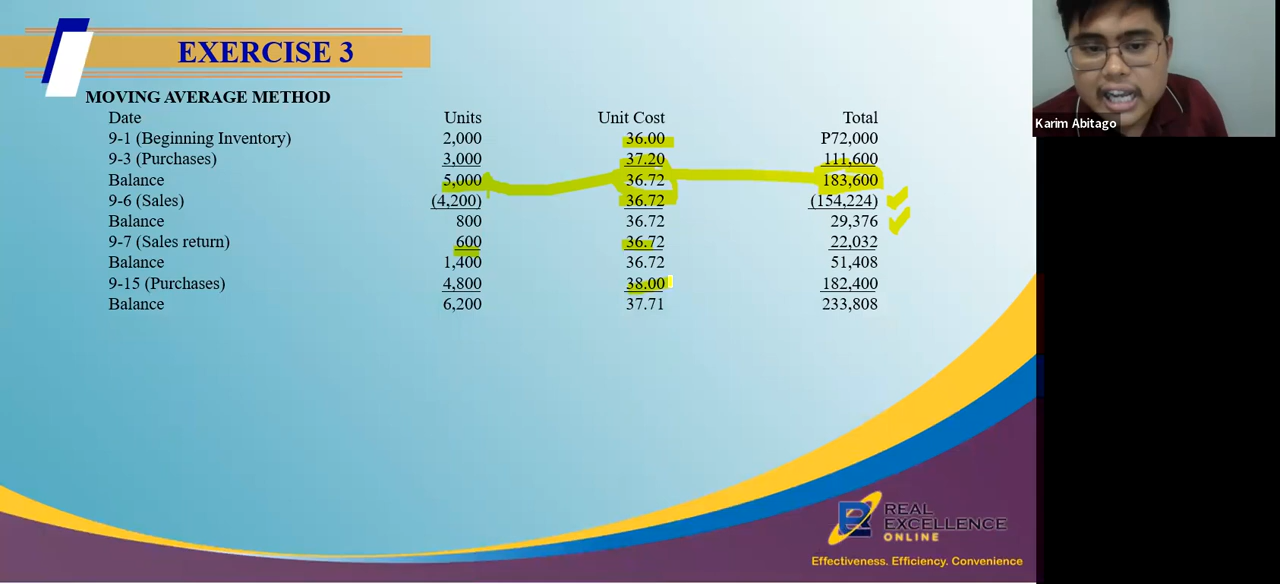 EXERCISE 3
MOVING AVERAGE METHOD
Date Units Unit Cost Total
9-1 (Beginning Inventory) 2,000 36.00 P72,000
9-3 (Purchases) 3,000 37.20 111,600
Balance 5,000 36.72 183,600
9-6 (Sales) (4,200) 36.72 (154,224)
Balance 800 36.72 29,376
9-7 (Sales return) 600 36.72 22,032
Balance 1,400 36.72 51,408
9-15 (Purchases) 4,800 38.00 182,400
Balance 6,200 37.71 233,808
Karim Abitago
REAL
EXCELLENCE
ONLINE
Effectiveness. Efficiency. Convenience